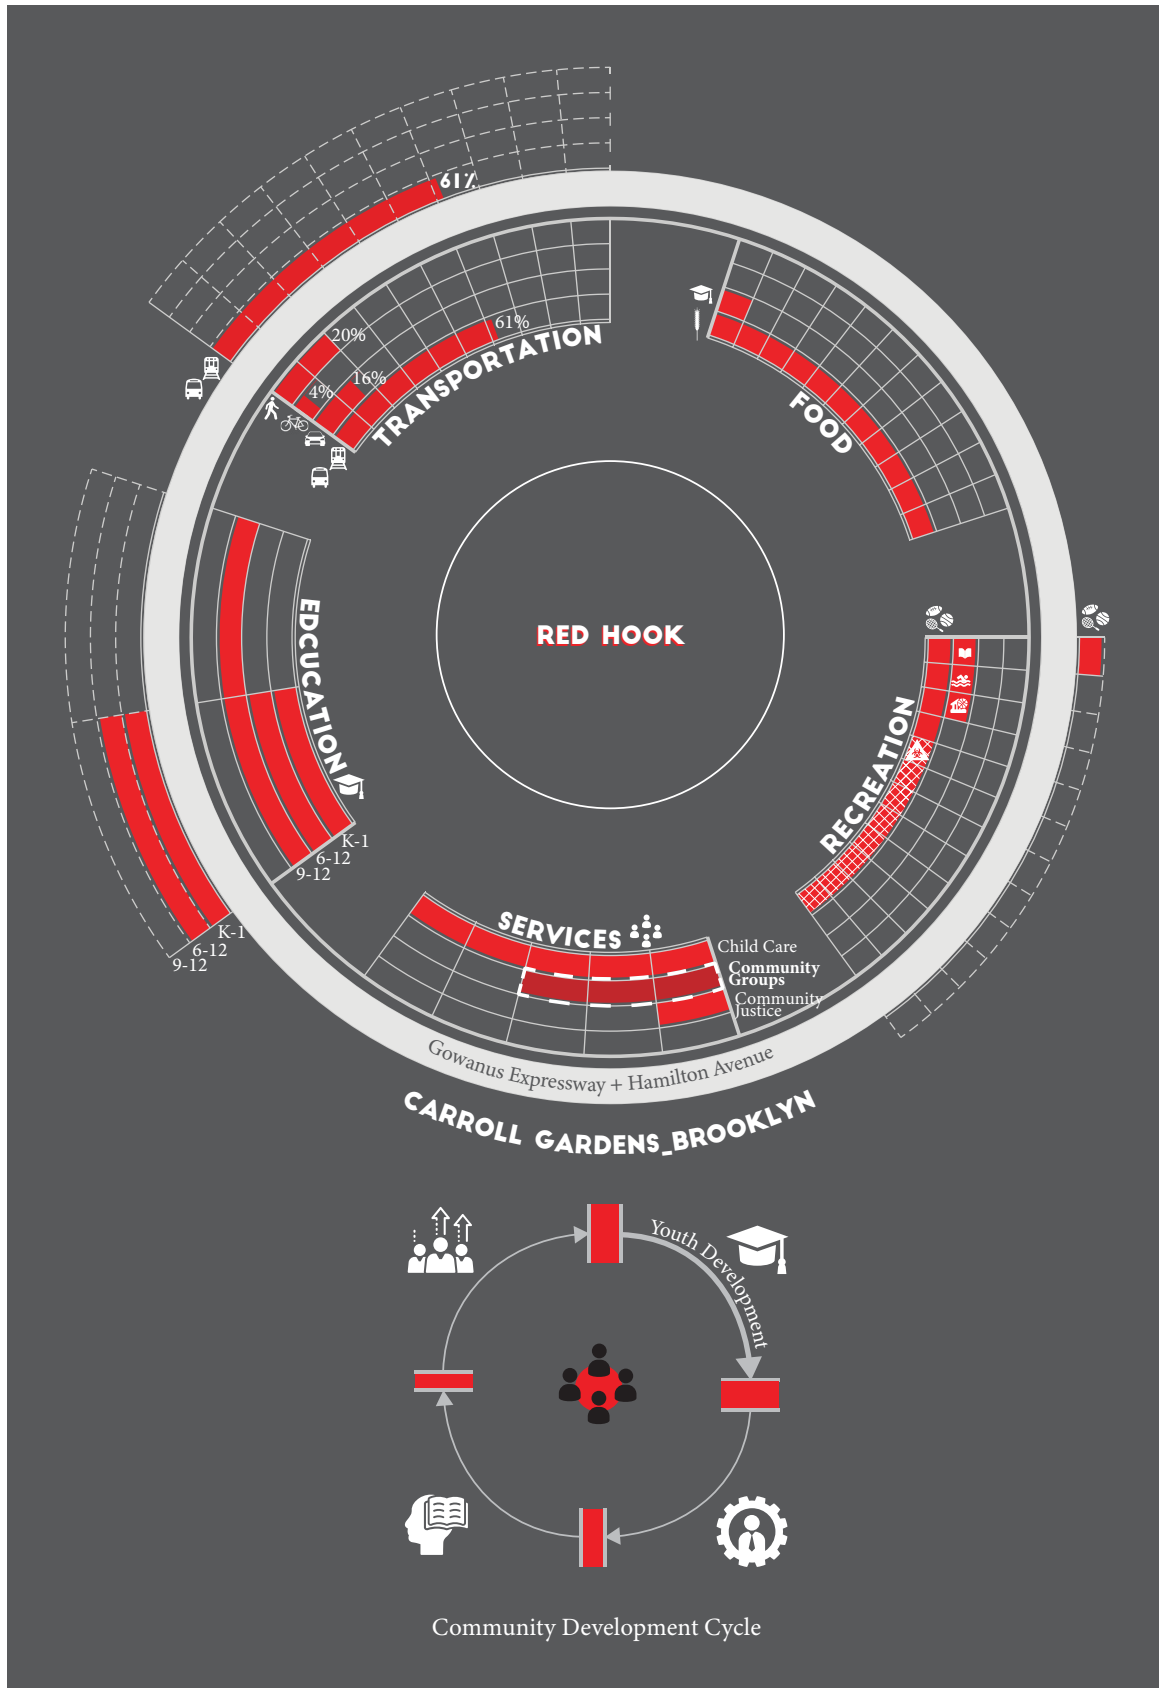 61%
20%
61%
16%
4%
TRANSPORTATION
FOOD
RED HOOK
EDCUCATION
RECREATION
K-1
6-12
9-12
K-1
6-12
9-12
SERVICES
Child Care
Community
Groups
Community
Justice
Gowanus Expressway + Hamilton Avenue
CARROLL GARDENS_BROOKLYN
Youth Development
Community Development Cycle